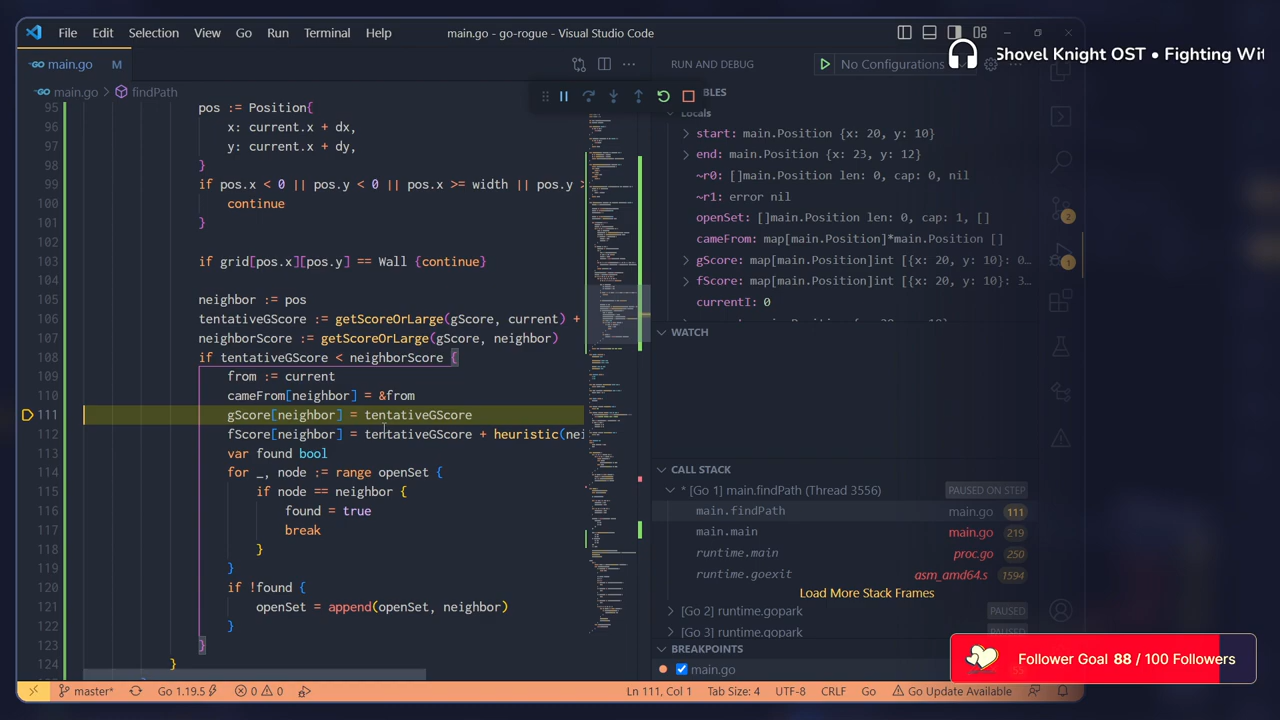 File Edit Selection View Go Run Terminal Help
main.go - go-rogue - Visual Studio Code
Shovel Knight OST • Fighting Wit
main.go M
RUN AND DEBUG
No Configurations
main.go > findPath
95 pos := Position{
96 x: current.x + dx,
97 y: current.y + dy,
98 }
99 if pos.x < 0 || pos.y < 0 || pos.x >= width || pos.y >
100 continue
101 }
102
103 if grid[pos.x][pos.y] == Wall {continue}
104
105 neighbor := pos
106 tentativeGScore := getScoreOrLarge(gScore, current) +
107 neighborScore := getScoreOrLarge(gScore, neighbor)
108 if tentativeGScore < neighborScore {
109 from := current
110 cameFrom[neighbor] = &from
111 gScore[neighbor] = tentativeGScore
112 fScore[neighbor] = tentativeGScore + heuristic(nei
113 var found bool
114 for _, node := range openSet {
115 if node == neighbor {
116 found = true
117 break
118 }
119 }
120 if !found {
121 openSet = append(openSet, neighbor)
122 }
123 }
124 }
BLES
Locals
start: main.Position {x: 20, y: 10}
end: main.Position {x: 23, y: 12}
~r0: []main.Position len: 0, cap: 0, nil
~r1: error nil
openSet: []main.Position len: 0, cap: 1, []
cameFrom: map[main.Position]*main.Position []
gScore: map[main.Position]int [{x: 20, y: 10}: 0...
fScore: map[main.Position]int [{x: 20, y: 10}: 3...
currentI: 0
2
1
WATCH
CALL STACK
* [Go 1] main.findPath (Thread 3556) PAUSED ON STEP
main.findPath main.go 111
main.main main.go 219
runtime.main proc.go 250
runtime.goexit asm_amd64.s 1594
Load More Stack Frames
[Go 2] runtime.gopark PAUSED
[Go 3] runtime.gopark PAUSED
BREAKPOINTS
main.go
Follower Goal 88 / 100 Followers
master* Go 1.19.5 0 0
Ln 111, Col 1 Tab Size: 4 UTF-8 CRLF Go Go Update Available